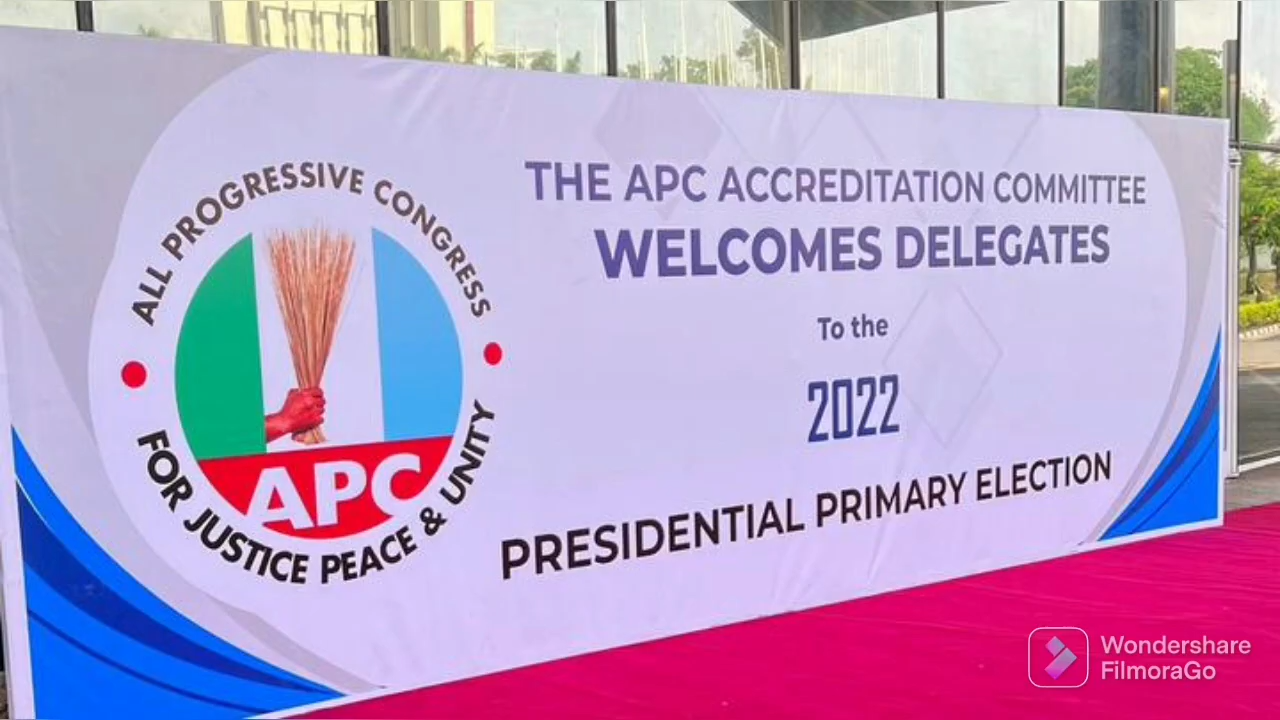 ALL PROGRESSIVE CONGRESS
APC
FOR JUSTICE PEACE & UNITY
THE APC ACCREDITATION COMMITTEE
WELCOMES DELEGATES
To the
2022
PRESIDENTIAL PRIMARY ELECTION
Wondershare
FilmoraGo